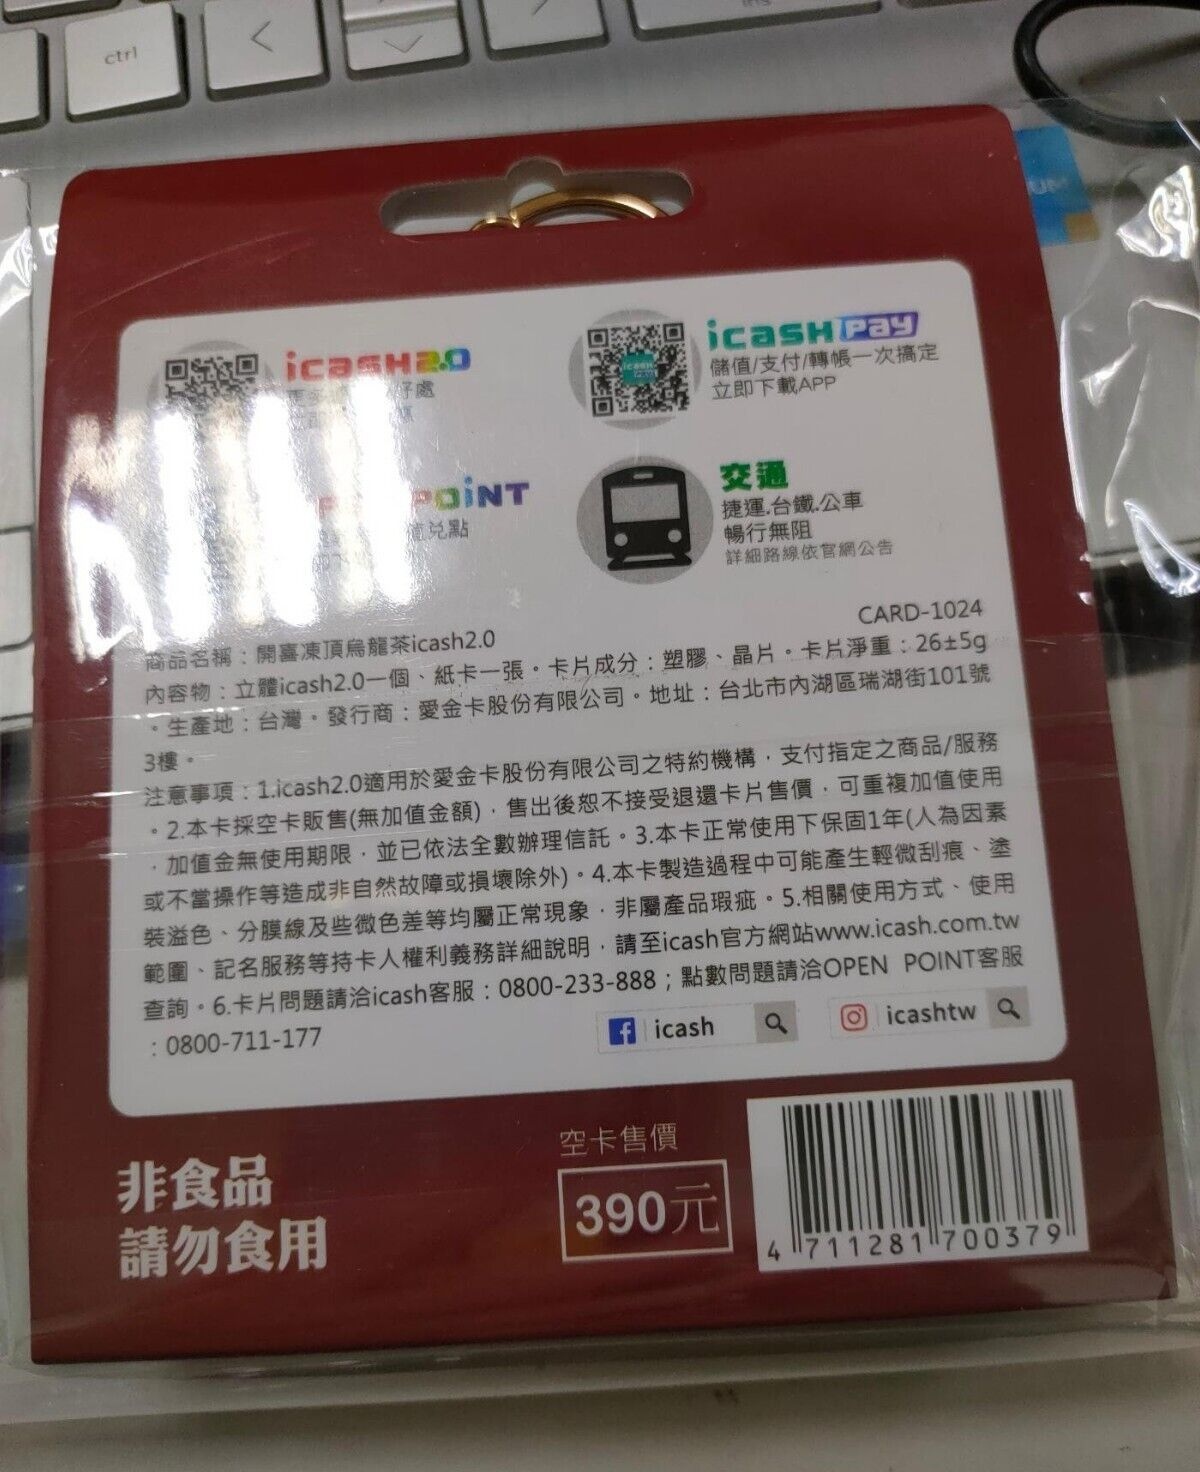 ctrl
ins
icash2.0
好處
icash Pay
儲值/支付/轉帳一次搞定
立即下載APP
POiNT
兌點
交通
捷運.台鐵.公車
暢行無阻
詳細路線依官網公告
CARD-1024
商品名稱：開喜凍頂烏龍茶icash2.0
內容物：立體icash2.0一個、紙卡一張。卡片成分：塑膠、晶片。卡片淨重：26±5g
。生產地：台灣。發行商：愛金卡股份有限公司。地址：台北市內湖區瑞湖街101號
3樓。
注意事項：1.icash2.0適用於愛金卡股份有限公司之特約機構，支付指定之商品/服務
。2.本卡採空卡販售(無加值金額)，售出後恕不接受退還卡片售價，可重複加值使用
，加值金無使用期限，並已依法全數辦理信託。3.本卡正常使用下保固1年(人為因素
或不當操作等造成非自然故障或損壞除外)。4.本卡製造過程中可能產生輕微刮痕、塗
裝溢色、分膜線及些微色差等均屬正常現象，非屬產品瑕疵。5.相關使用方式、使用
範圍、記名服務等持卡人權利義務詳細說明，請至icash官方網站www.icash.com.tw
查詢。6.卡片問題請洽icash客服：0800-233-888；點數問題請洽OPEN POINT客服
：0800-711-177
icash
icashtw
非食品
請勿食用
空卡售價
390元
4 711281 700379